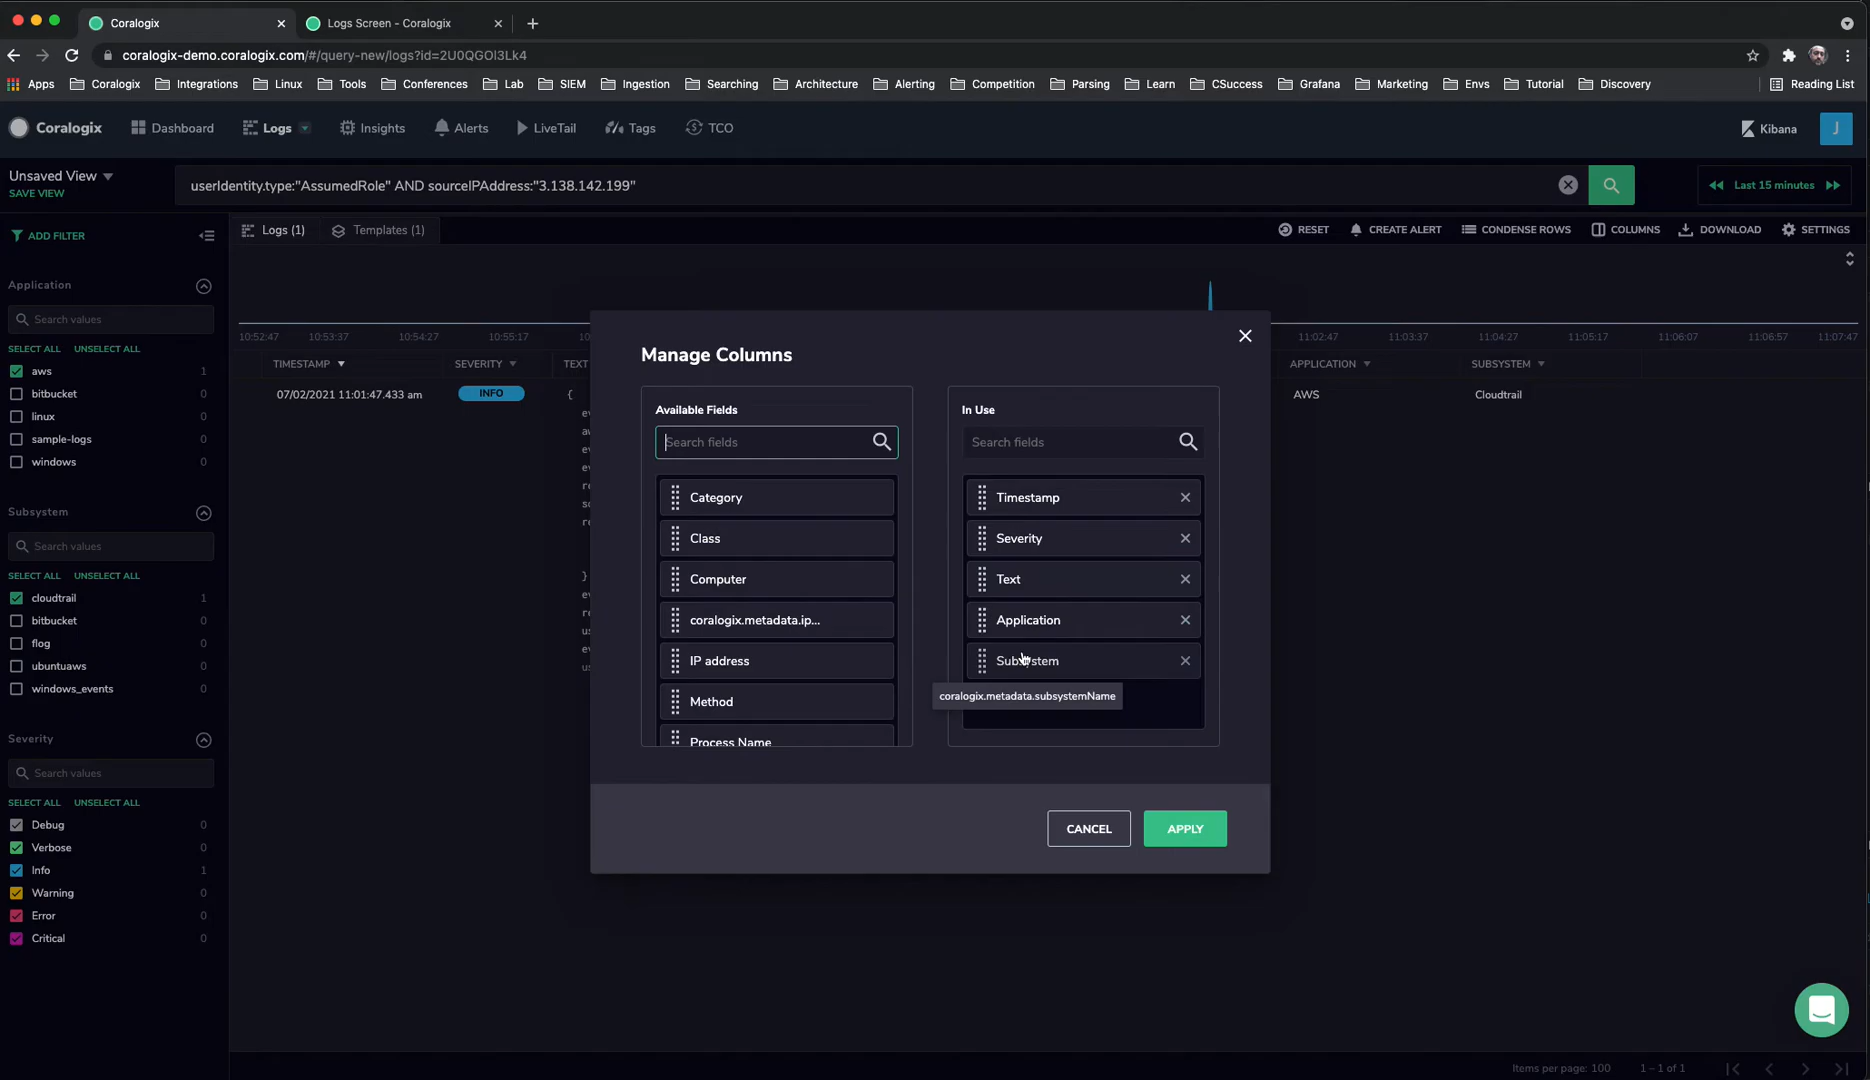 Coralogix
Logs Screen - Coralogix
coralogix-demo.coralogix.com/#/query-new/logs?id=2U0QGOl3Lk4
Apps
Coralogix
Integrations
Linux
Tools
Conferences
Lab
SIEM
Ingestion
Searching
Architecture
Alerting
Competition
Parsing
Learn
CSuccess
Grafana
Marketing
Envs
Tutorial
Discovery
Reading List
Coralogix
Dashboard
Logs
Insights
Alerts
LiveTail
Tags
TCO
Kibana
J
Unsaved View
SAVE VIEW
userIdentity.type:"AssumedRole" AND sourceIPAddress:"3.138.142.199"
Last 15 minutes
ADD FILTER
Logs (1)
Templates (1)
RESET
CREATE ALERT
CONDENSE ROWS
COLUMNS
DOWNLOAD
SETTINGS
Application
Search values
SELECT ALL UNSELECT ALL
aws 1
bitbucket 0
linux 0
sample-logs 0
windows 0
Subsystem
Search values
SELECT ALL UNSELECT ALL
cloudtrail 1
bitbucket 0
flog 0
ubuntuaws 0
windows_events 0
Severity
Search values
SELECT ALL UNSELECT ALL
Debug 0
Verbose 0
Info 1
Warning 0
Error 0
Critical 0
10:52:47 10:53:37 10:54:27 10:55:17 11:02:47 11:03:37 11:04:27 11:05:17 11:06:07 11:06:57 11:07:47
TIMESTAMP SEVERITY TEXT APPLICATION SUBSYSTEM
07/02/2021 11:01:47.433 am INFO { AWS Cloudtrail
}
Manage Columns
Available Fields
Search fields
Category
Class
Computer
coralogix.metadata.ip...
IP address
Method
Process Name
In Use
Search fields
Timestamp
Severity
Text
Application
Subsystem
coralogix.metadata.subsystemName
CANCEL
APPLY
Items per page: 100
1 – 1 of 1